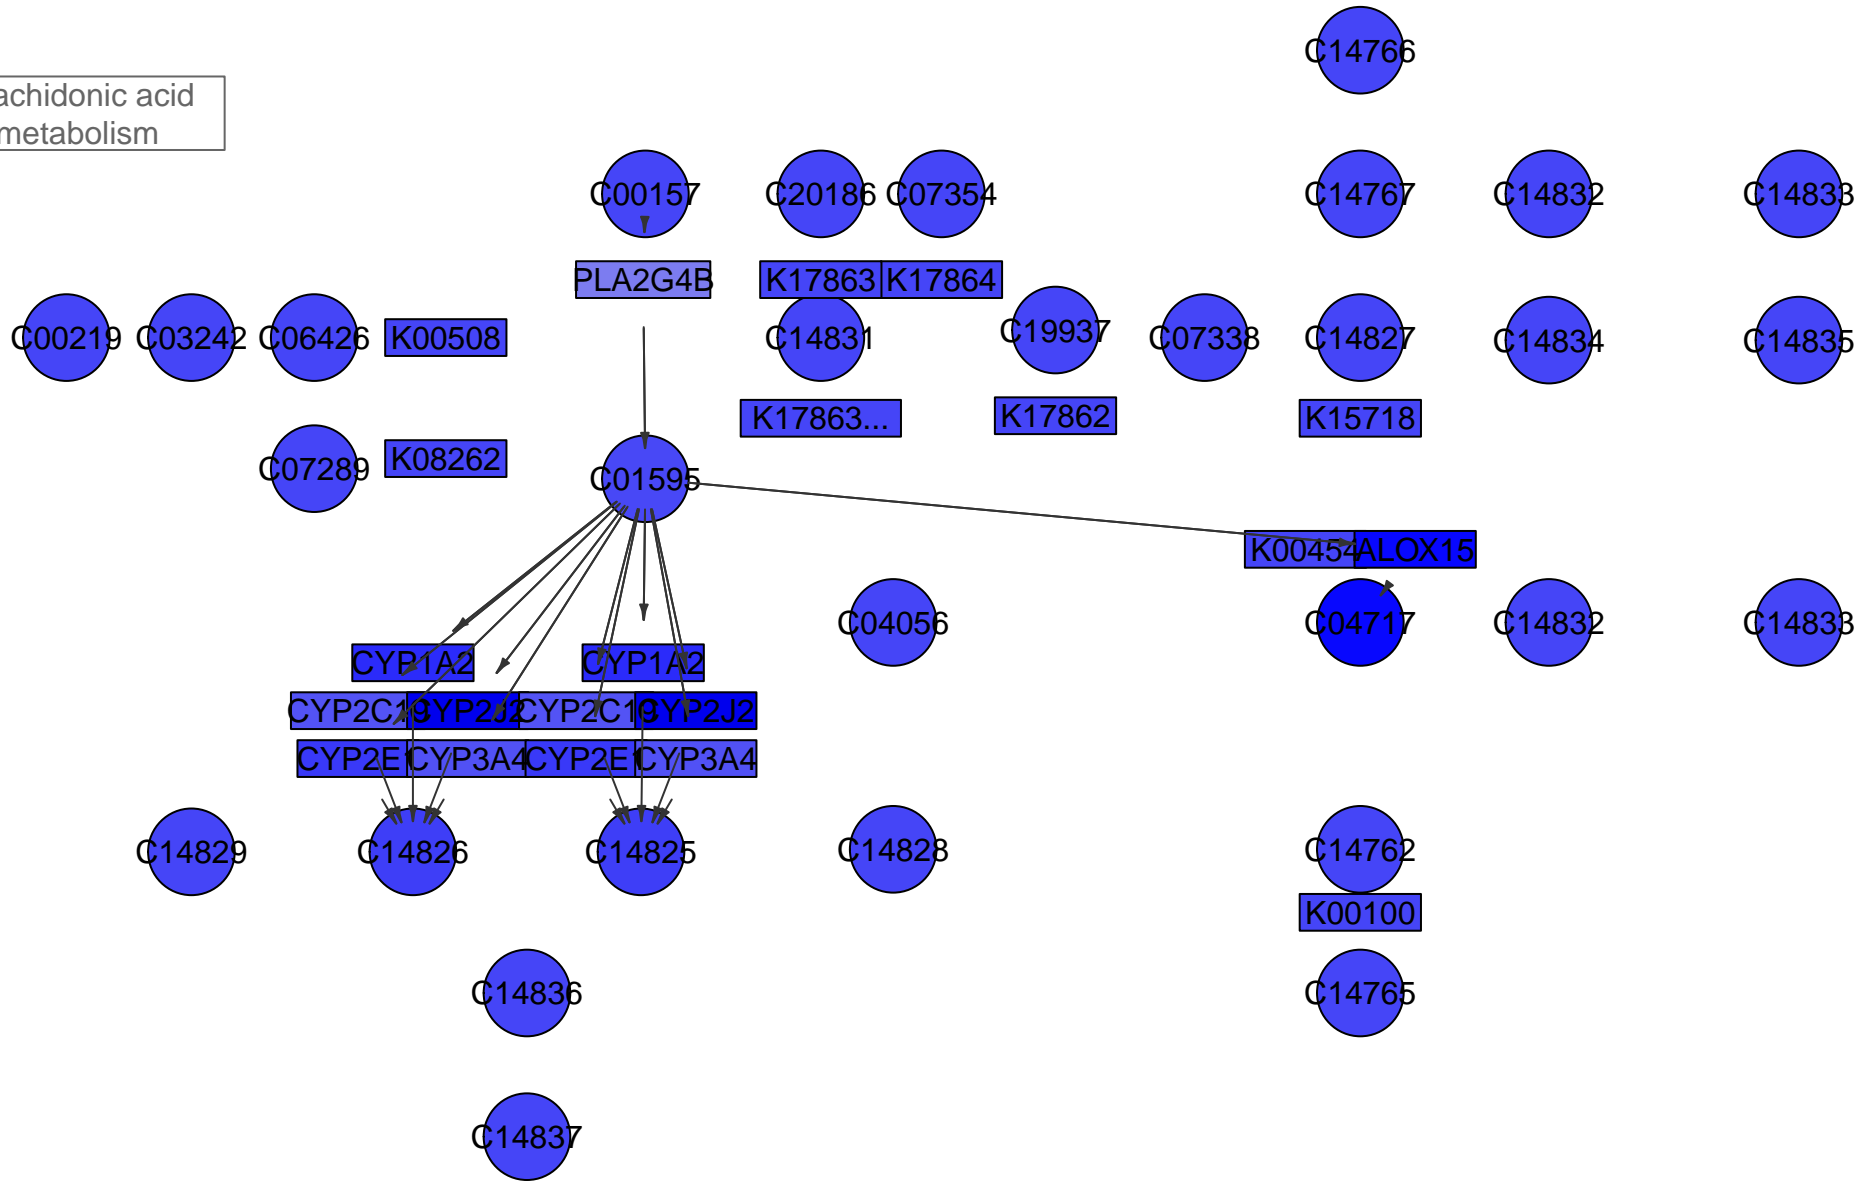 C14766
achidonic acid
metabolism
C00157
C20186
C07354
C14767
C14832
C14833
PLA2G4B
K17863
K17864
C00219
C03242
C06426
K00508
C14831
C19937
C07338
C14827
C14834
C14835
K17863...
K17862
K15718
C07289
K08262
C01595
K00454
ALOX15
C04056
C04717
C14832
C14833
CYP1A2
CYP1A2
CYP2C19
CYP2J2
CYP2C19
CYP2J2
CYP2E1
CYP3A4
CYP2E1
CYP3A4
C14829
C14826
C14825
C14828
C14762
K00100
C14836
C14765
C14837